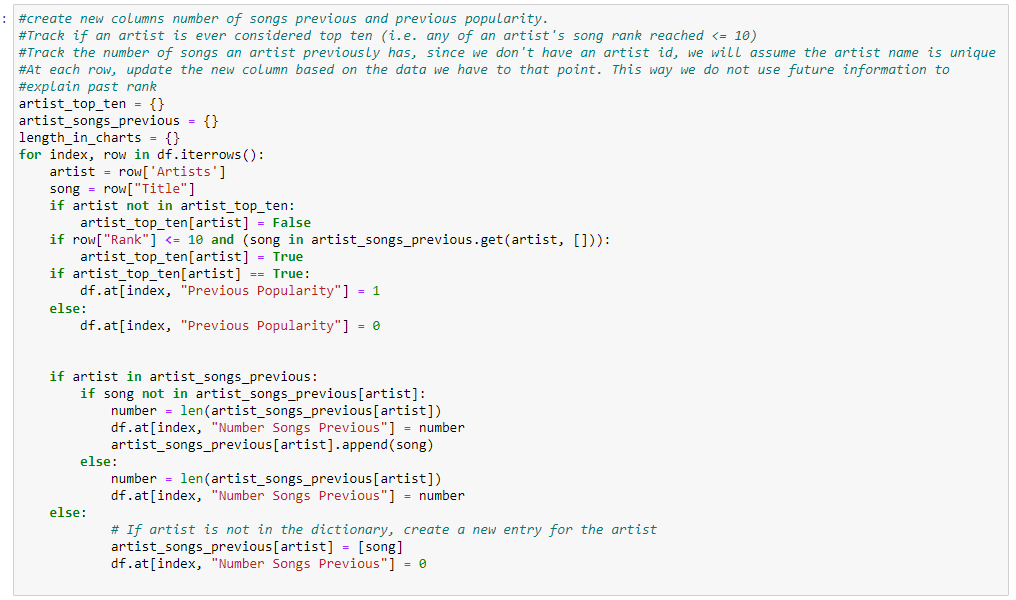 : #create new columns number of songs previous and previous popularity.
#Track if an artist is ever considered top ten (i.e. any of an artist's song rank reached <= 10)
#Track the number of songs an artist previously has, since we don't have an artist id, we will assume the artist name is unique
#At each row, update the new column based on the data we have to that point. This way we do not use future information to
#explain past rank
artist_top_ten = {}
artist_songs_previous = {}
length_in_charts = {}
for index, row in df.iterrows():
    artist = row['Artists']
    song = row["Title"]
    if artist not in artist_top_ten:
        artist_top_ten[artist] = False
    if row["Rank"] <= 10 and (song in artist_songs_previous.get(artist, [])):
        artist_top_ten[artist] = True
    if artist_top_ten[artist] == True:
        df.at[index, "Previous Popularity"] = 1
    else:
        df.at[index, "Previous Popularity"] = 0
    if artist in artist_songs_previous:
        if song not in artist_songs_previous[artist]:
            number = len(artist_songs_previous[artist])
            df.at[index, "Number Songs Previous"] = number
            artist_songs_previous[artist].append(song)
        else:
            number = len(artist_songs_previous[artist])
            df.at[index, "Number Songs Previous"] = number
    else:
            # If artist is not in the dictionary, create a new entry for the artist
            artist_songs_previous[artist] = [song]
            df.at[index, "Number Songs Previous"] = 0